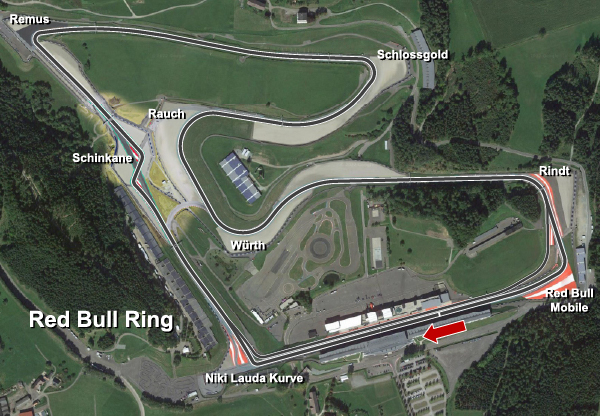 Remus
Schlossgold
Rauch
Schinkane
Rindt
Würth
Red Bull
Mobile
Red Bull Ring
Niki Lauda Kurve